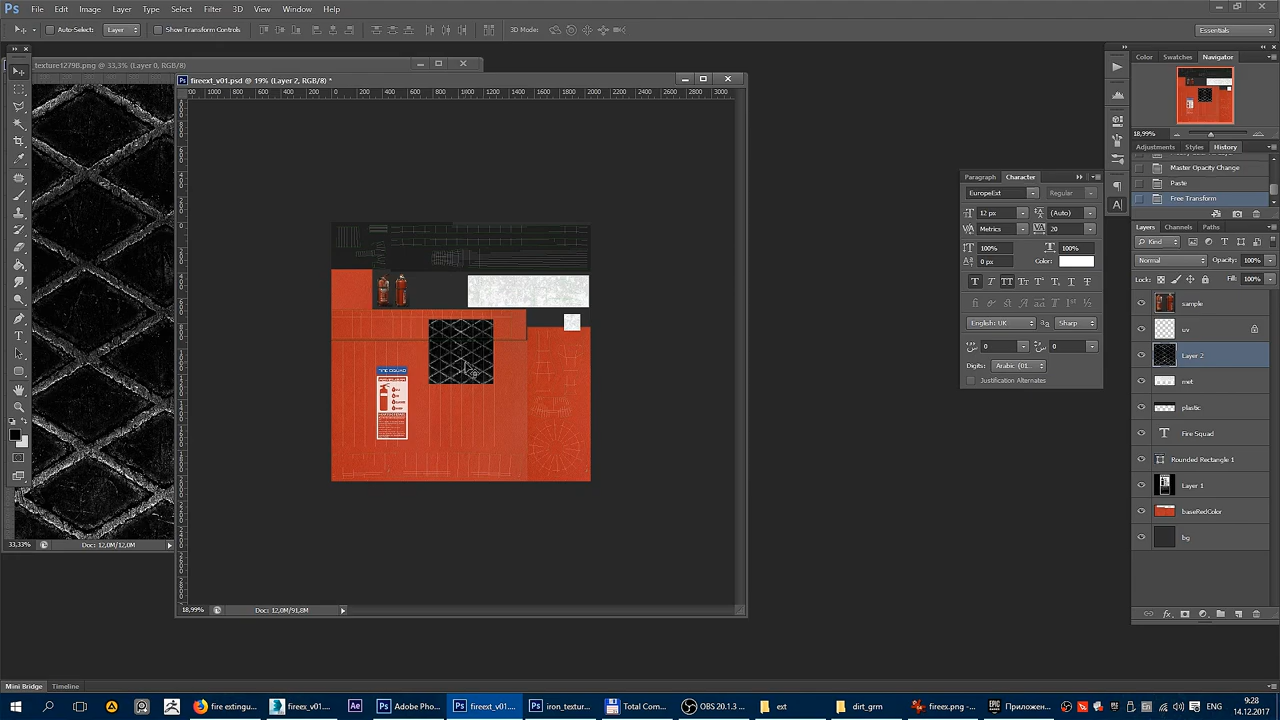 Ps File Edit Image Layer Type Select Filter 3D View Window Help
Auto-Select: Layer Show Transform Controls 3D Mode: Essentials
texture1279B.png @ 33,3% (Layer 0, RGB/8)
fireext_v01.psd @ 19% (Layer 2, RGB/8) *
Color Swatches Navigator
18,99%
Adjustments Styles History
Master Opacity Change
Paste
Free Transform
Paragraph Character
EuropeExt Regular
12 px (Auto)
Metrics 20
100% 100%
0 px Color:
English: UK Sharp
0 0
Digits: Arabic (01...
Justification Alternates
Layers Channels Paths
Kind
Normal Opacity: 100%
Lock: Fill: 100%
sample
uv
Layer 2
met
plastic
Fire Squad
Rounded Rectangle 1
Layer 1
baseRedColor
bg
FIRE SQUAD
33,33% Doc: 12,0M/12,0M
18,99% Doc: 12,0M/91,8M
Mini Bridge Timeline
fire extingu...
fireex_v01....
Adobe Phot...
fireext_v01....
iron_textur...
Total Com...
OBS 20.1.3 ...
ext
dirt_grm
fireex.png - ...
Приложен...
ENG
9:28
14.12.2017